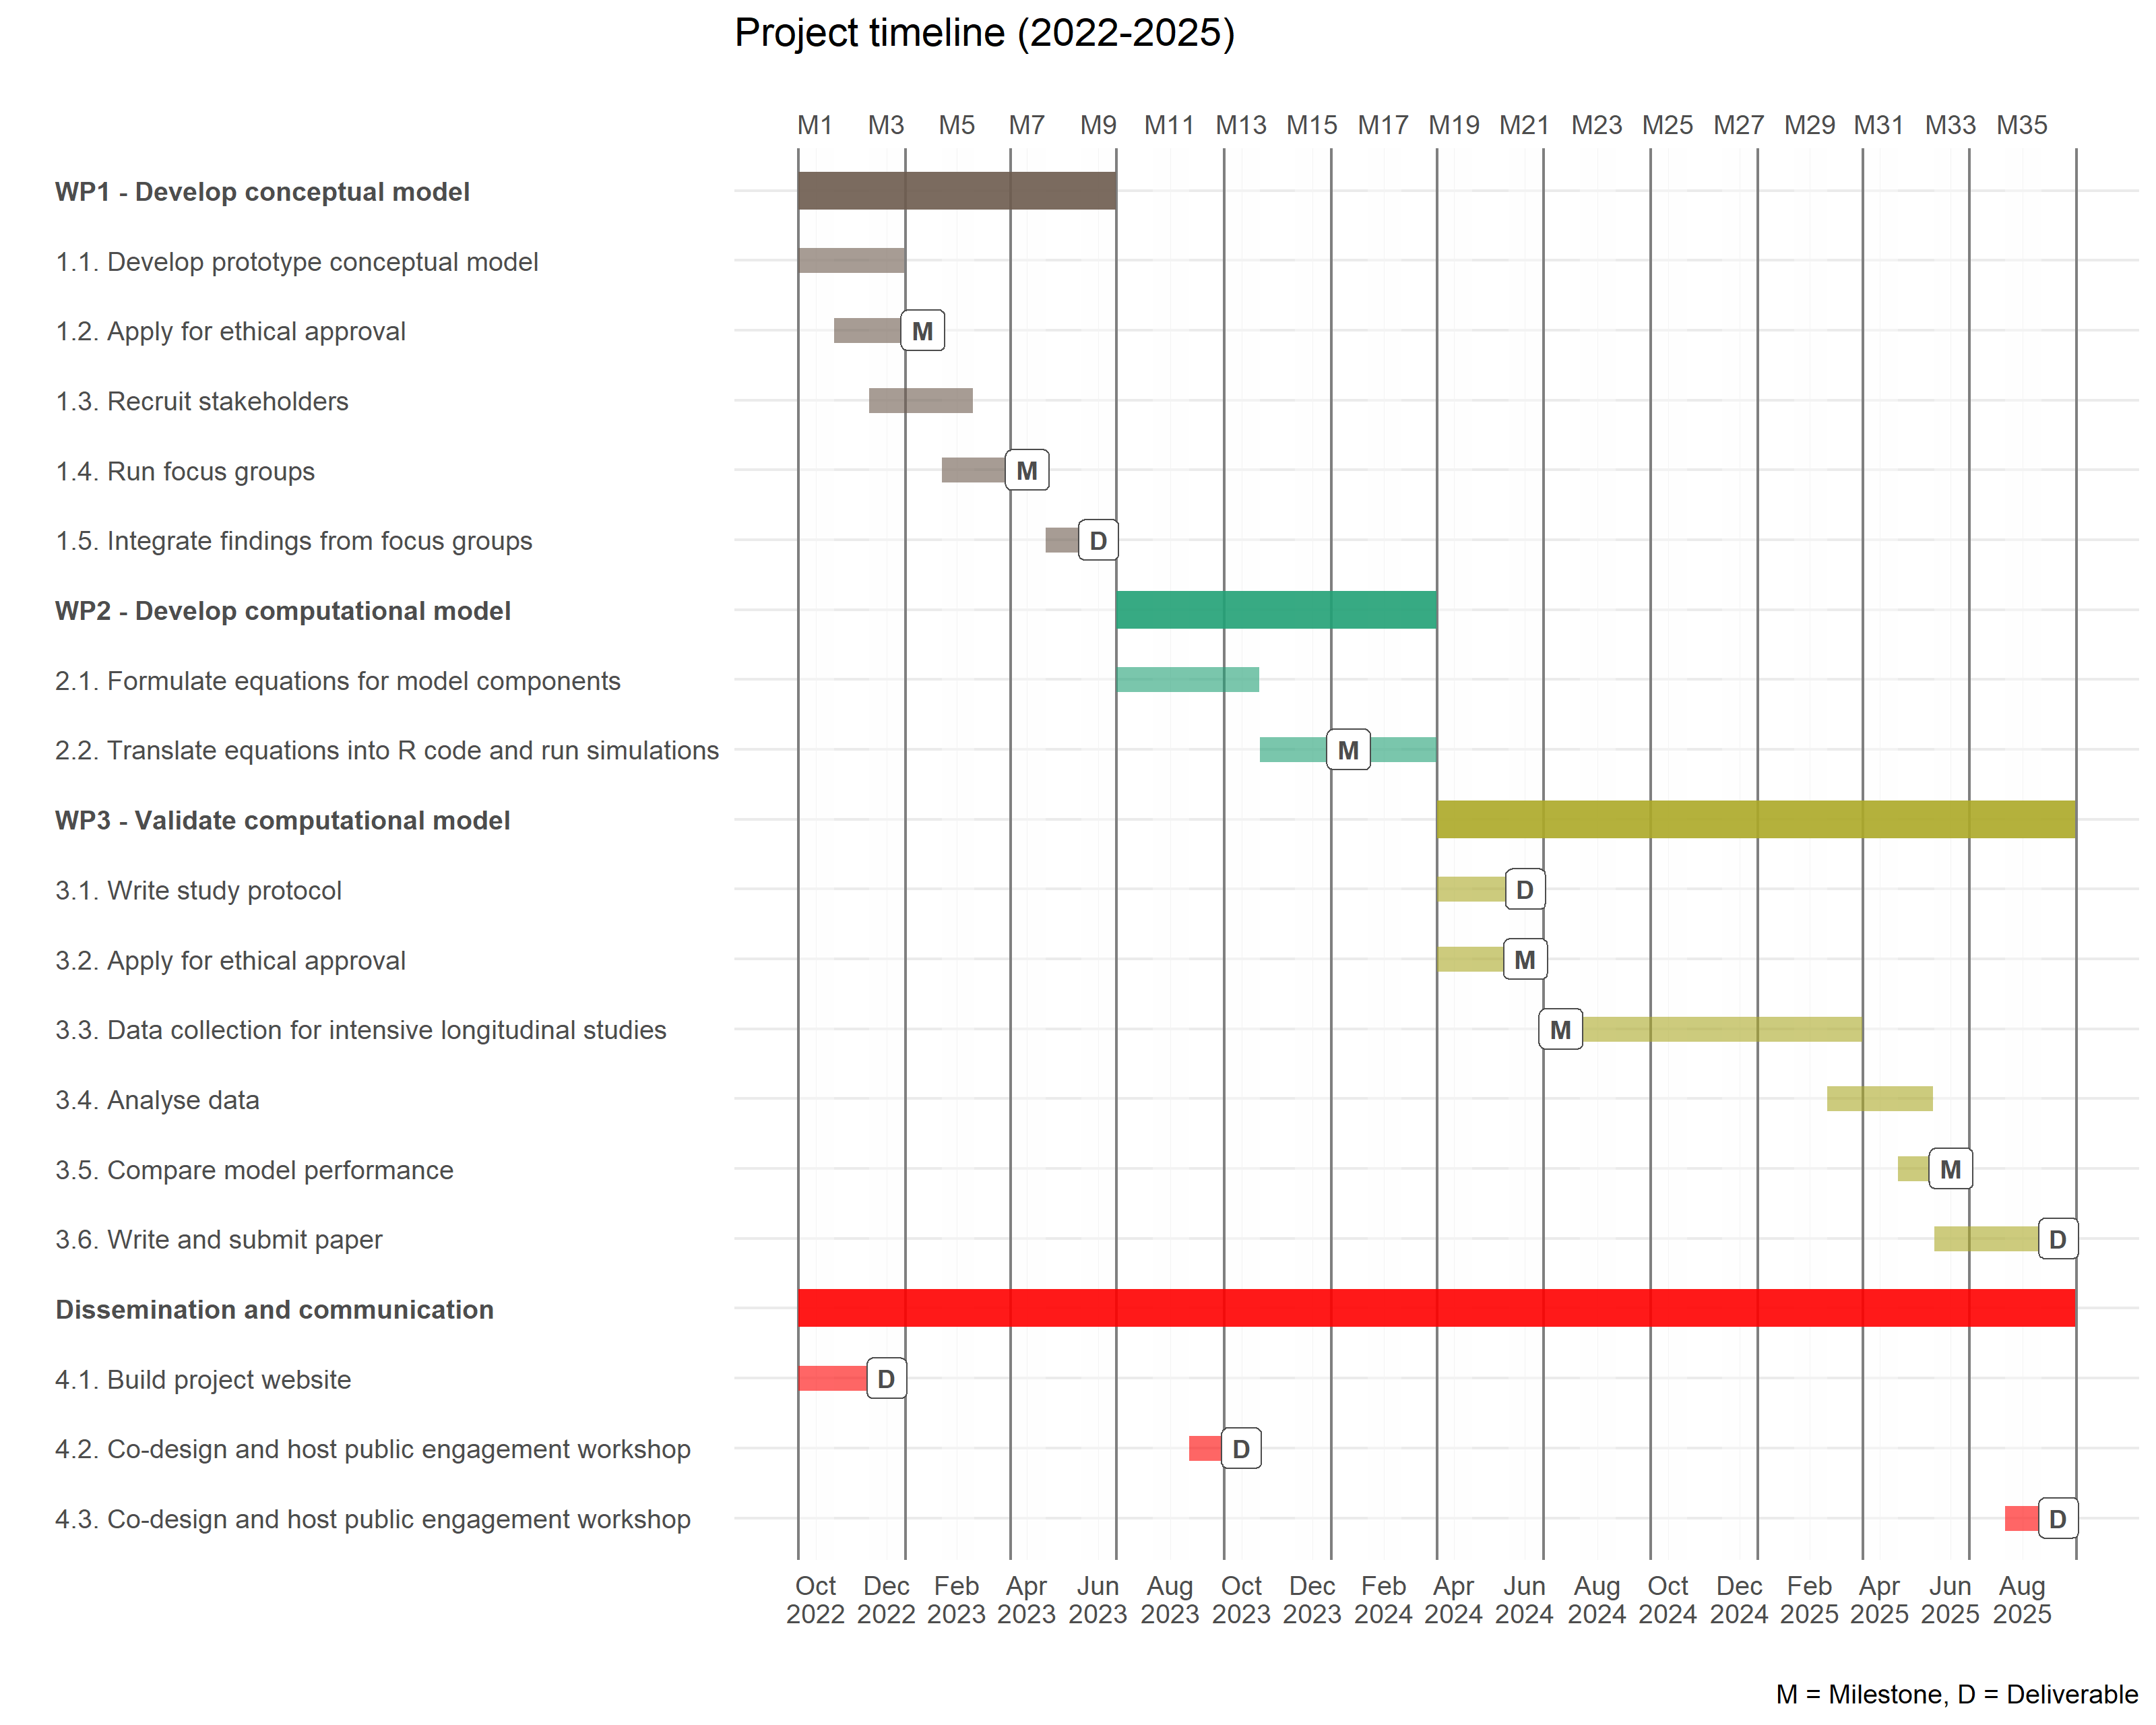 Project timeline (2022-2025)
M1 M3 M5 M7 M9 M11 M13 M15 M17 M19 M21 M23 M25 M27 M29 M31 M33 M35
WP1 - Develop conceptual model
1.1. Develop prototype conceptual model
1.2. Apply for ethical approval M
1.3. Recruit stakeholders
1.4. Run focus groups M
1.5. Integrate findings from focus groups D
WP2 - Develop computational model
2.1. Formulate equations for model components
2.2. Translate equations into R code and run simulations M
WP3 - Validate computational model
3.1. Write study protocol D
3.2. Apply for ethical approval M
3.3. Data collection for intensive longitudinal studies M
3.4. Analyse data
3.5. Compare model performance M
3.6. Write and submit paper D
Dissemination and communication
4.1. Build project website D
4.2. Co-design and host public engagement workshop D
4.3. Co-design and host public engagement workshop D
Oct Dec Feb Apr Jun Aug Oct Dec Feb Apr Jun Aug Oct Dec Feb Apr Jun Aug
2022 2022 2023 2023 2023 2023 2023 2023 2024 2024 2024 2024 2024 2024 2025 2025 2025 2025
M = Milestone, D = Deliverable